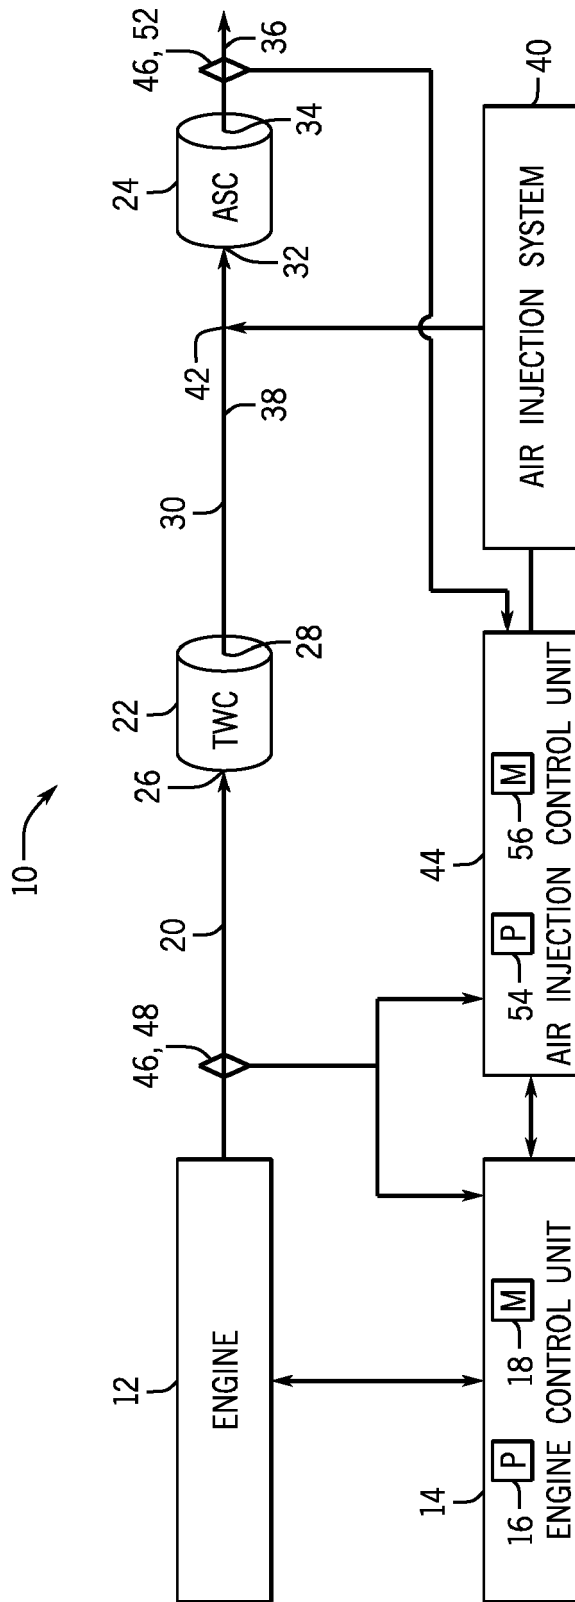 10
12
46, 48
20
26
22
TWC
28
30
38
42
32
24
ASC
34
46, 52
36
ENGINE
14
16
P
18
M
ENGINE CONTROL UNIT
44
54
P
56
M
AIR INJECTION CONTROL UNIT
40
AIR INJECTION SYSTEM